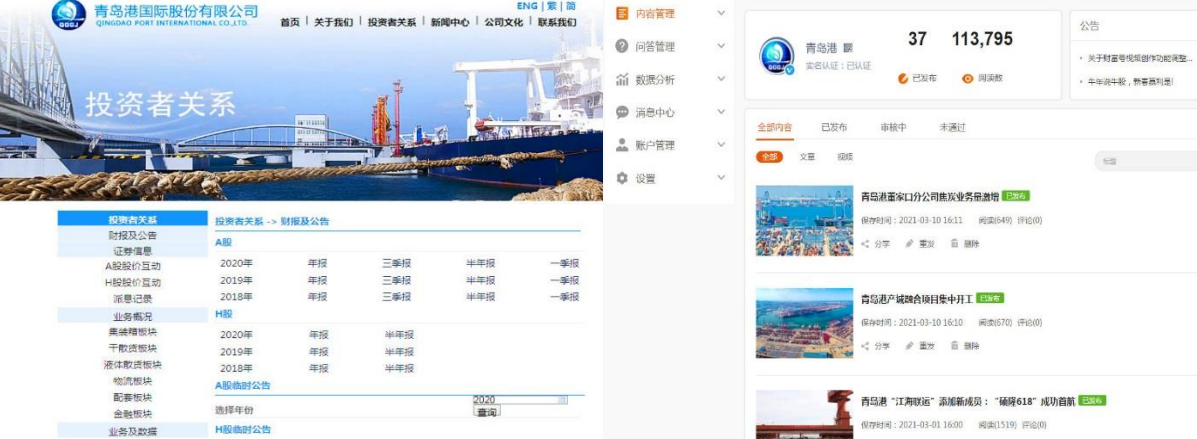 青岛港国际股份有限公司
QINGDAO PORT INTERNATIONAL CO.,LTD.
ENG | 繁 | 简
首页 | 关于我们 | 投资者关系 | 新闻中心 | 公司文化 | 联系我们
投资者关系
投资者关系
财报及公告
证券信息
A股股价互动
H股股价互动
派息记录
业务概况
集装箱板块
干散货板块
液体散货板块
物流板块
配套板块
金融板块
业务及数据
投资者关系 -> 财报及公告
A股
2020年 年报 三季报 半年报 一季报
2019年 年报 三季报 半年报 一季报
2018年 年报 三季报 半年报 一季报
H股
2020年 年报 半年报
2019年 年报 半年报
2018年 年报 半年报
A股临时公告
选择年份
2020
查询
H股临时公告
内容管理
问答管理
数据分析
消息中心
账户管理
设置
青岛港
实名认证：已认证
37 113,795
已发布 阅读数
公告
· 关于财富号视频创作功能调整...
· 牛年说牛股，新春赢利是!
全部内容 已发布 审核中 未通过
全部 文章 视频
标题
青岛港董家口分公司焦炭业务量激增 已发布
保存时间：2021-03-10 16:11 阅读(649) 评论(0)
分享 重发 删除
青岛港产城融合项目集中开工 已发布
保存时间：2021-03-10 16:10 阅读(670) 评论(0)
分享 重发 删除
青岛港“江海联运”添加新成员：“硕隆618”成功首航 已发布
保存时间：2021-03-01 16:00 阅读(1519) 评论(0)